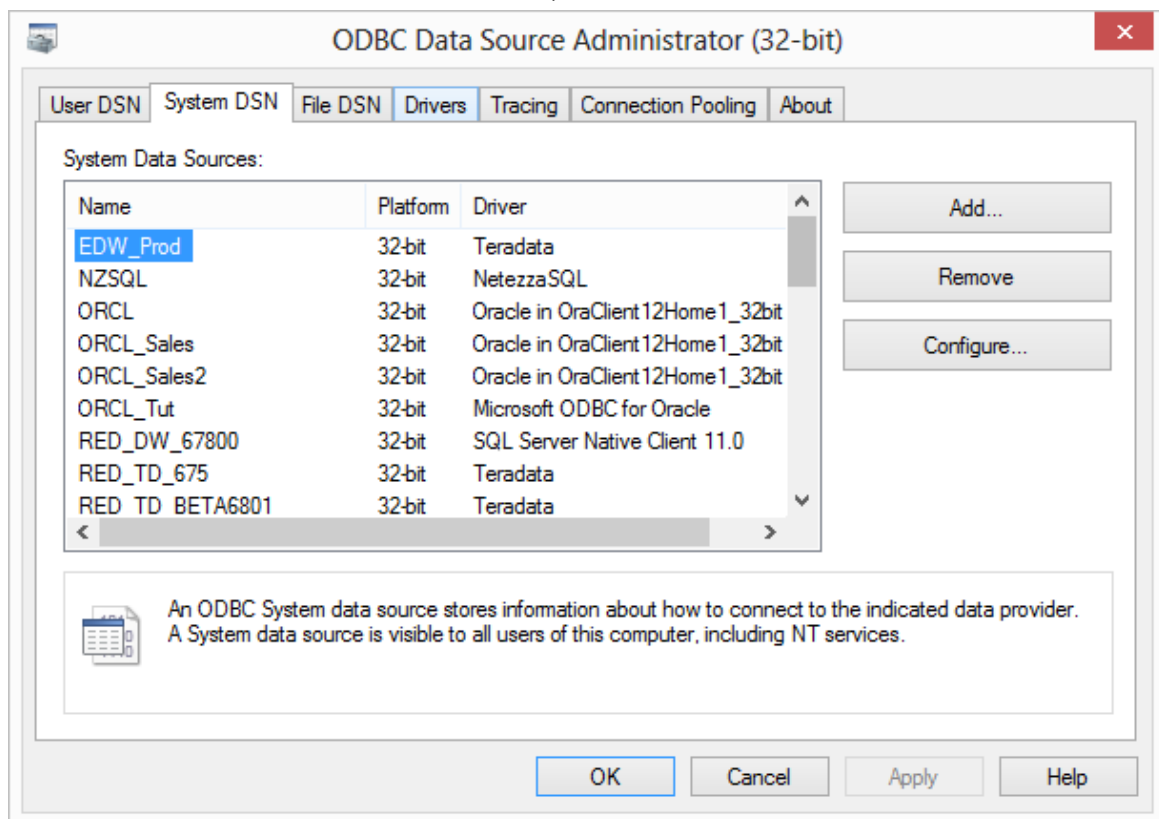 ODBC Data Source Administrator (32-bit)
User DSN System DSN File DSN Drivers Tracing Connection Pooling About
System Data Sources:
Name Platform Driver
EDW_Prod 32-bit Teradata
NZSQL 32-bit NetezzaSQL
ORCL 32-bit Oracle in OraClient12Home1_32bit
ORCL_Sales 32-bit Oracle in OraClient12Home1_32bit
ORCL_Sales2 32-bit Oracle in OraClient12Home1_32bit
ORCL_Tut 32-bit Microsoft ODBC for Oracle
RED_DW_67800 32-bit SQL Server Native Client 11.0
RED_TD_675 32-bit Teradata
RED_TD_BETA6801 32-bit Teradata
Add...
Remove
Configure...
An ODBC System data source stores information about how to connect to the indicated data provider.
A System data source is visible to all users of this computer, including NT services.
OK Cancel Apply Help